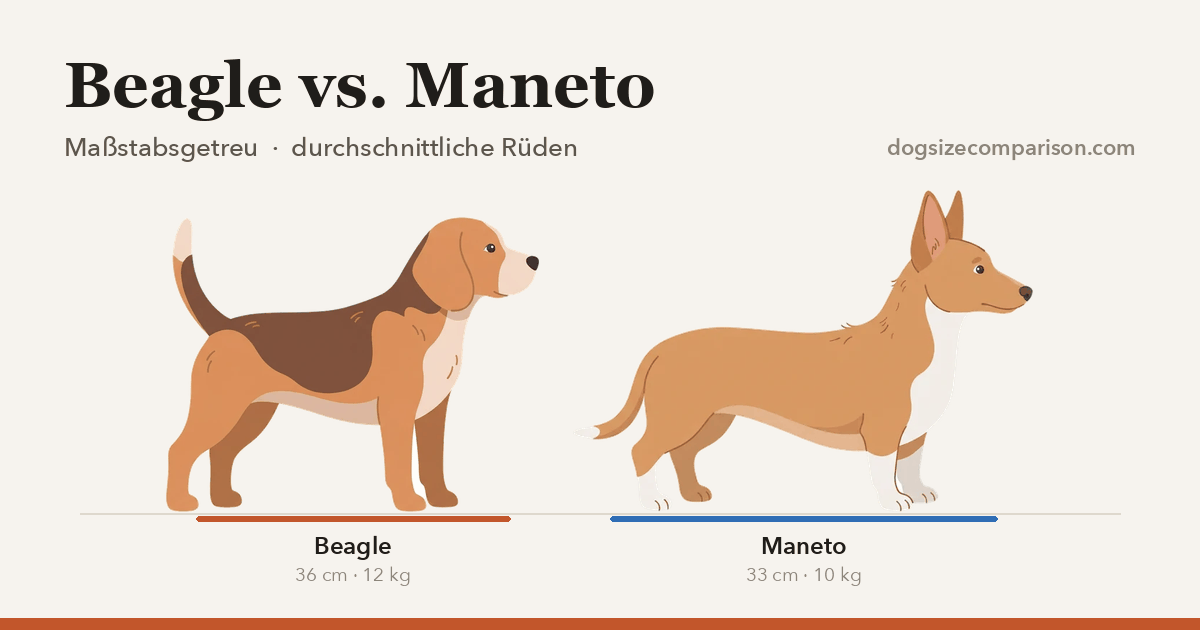 Beagle vs. Maneto
Maßstabsgetreu · durchschnittliche Rüden
dogsizecomparison.com
Beagle
36 cm · 12 kg
Maneto
33 cm · 10 kg